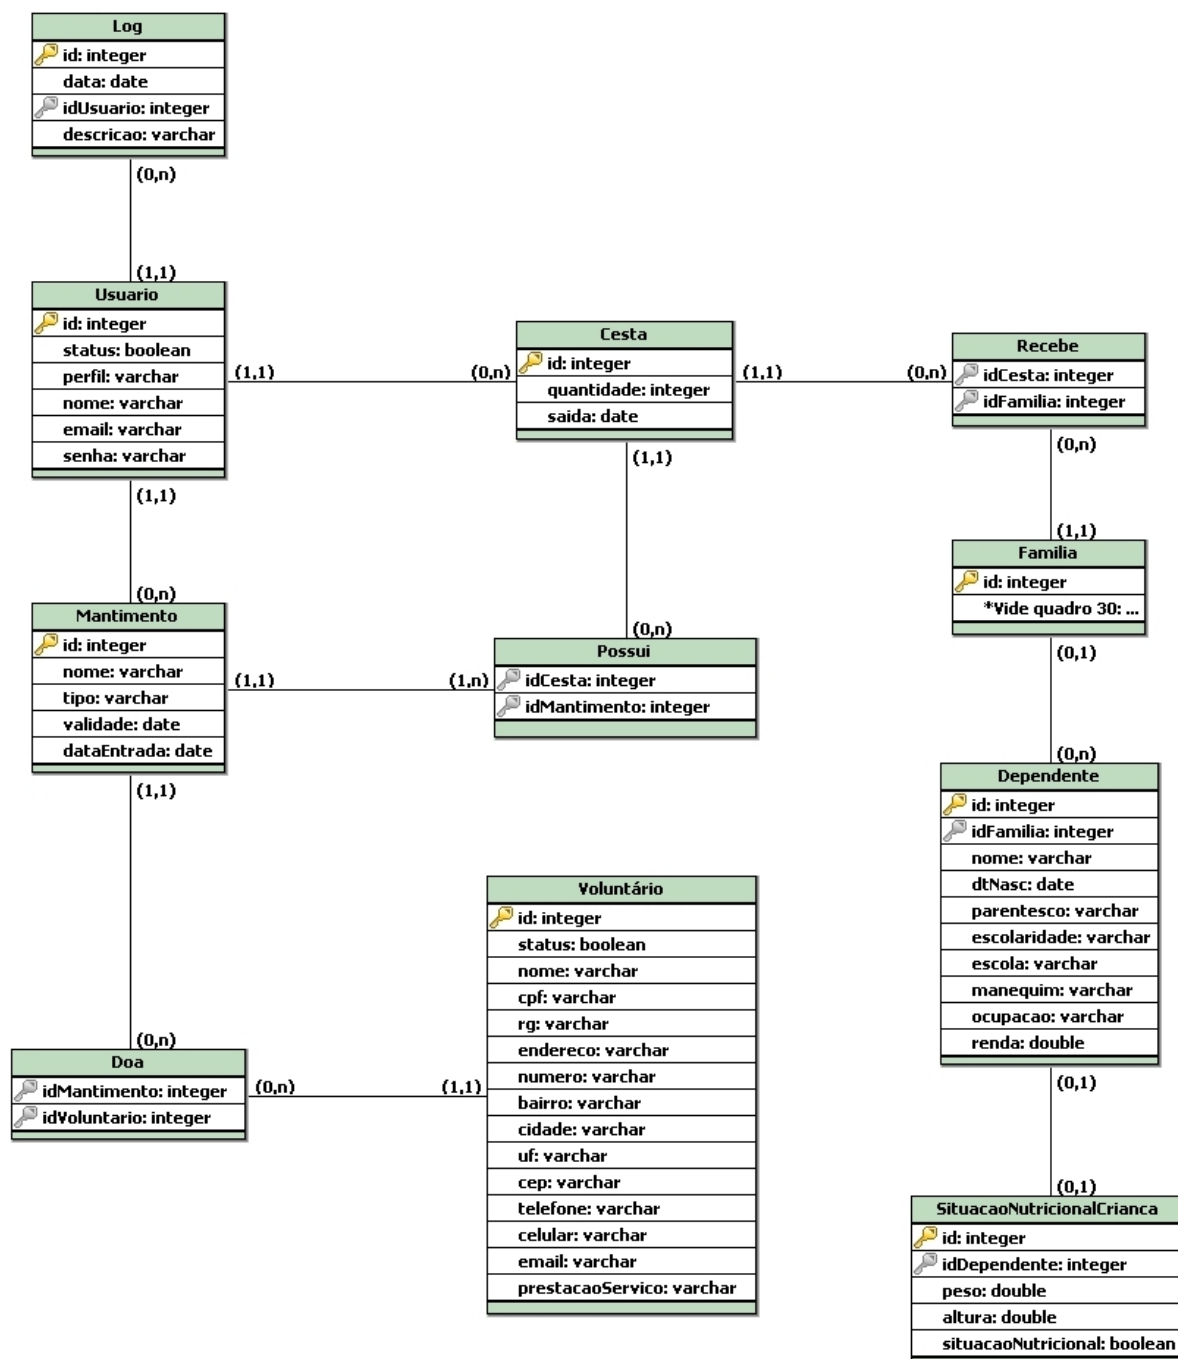 Log
id: integer
data: date
idUsuario: integer
descricao: varchar
(0,n)
(1,1)
Usuario
id: integer
status: boolean
perfil: varchar
nome: varchar
email: varchar
senha: varchar
(1,1)
(0,n)
Cesta
id: integer
quantidade: integer
saida: date
(1,1)
(0,n)
Recebe
idCesta: integer
idFamilia: integer
(1,1)
(1,1)
(0,n)
(0,n)
(1,1)
Familia
id: integer
*Vide quadro 30: ...
(0,n)
Mantimento
id: integer
nome: varchar
tipo: varchar
validade: date
dataEntrada: date
(1,1)
(1,n)
(0,n)
Possui
idCesta: integer
idMantimento: integer
(0,1)
(0,n)
Dependente
id: integer
idFamilia: integer
nome: varchar
dtNasc: date
parentesco: varchar
escolaridade: varchar
escola: varchar
manequim: varchar
ocupacao: varchar
renda: double
(1,1)
(0,n)
Doa
idMantimento: integer
idVoluntario: integer
(0,n)
(1,1)
Voluntário
id: integer
status: boolean
nome: varchar
cpf: varchar
rg: varchar
endereco: varchar
numero: varchar
bairro: varchar
cidade: varchar
uf: varchar
cep: varchar
telefone: varchar
celular: varchar
email: varchar
prestacaoServico: varchar
(0,1)
(0,1)
SituacaoNutricionalCrianca
id: integer
idDependente: integer
peso: double
altura: double
situacaoNutricional: boolean